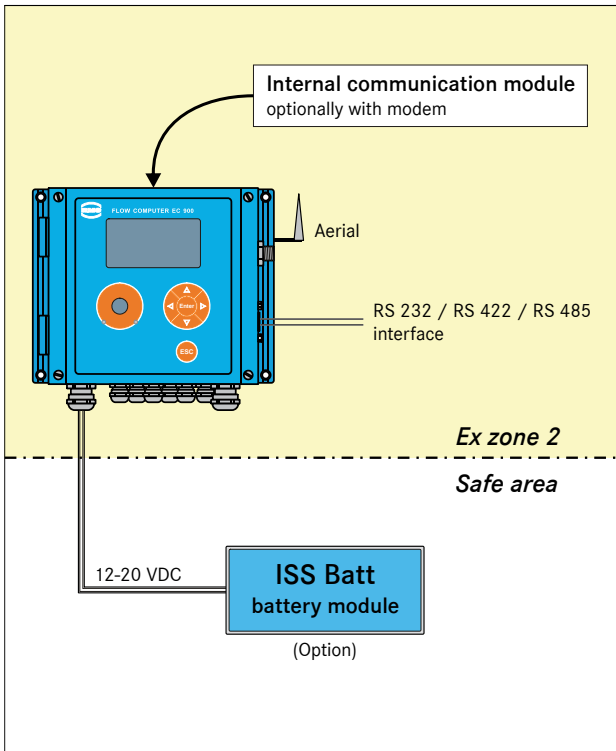 Internal communication module
optionally with modem
FLOW COMPUTER EC 900
Aerial
Enter
RS 232 / RS 422 / RS 485
interface
ESC
Ex zone 2
Safe area
12-20 VDC
ISS Batt
battery module
(Option)